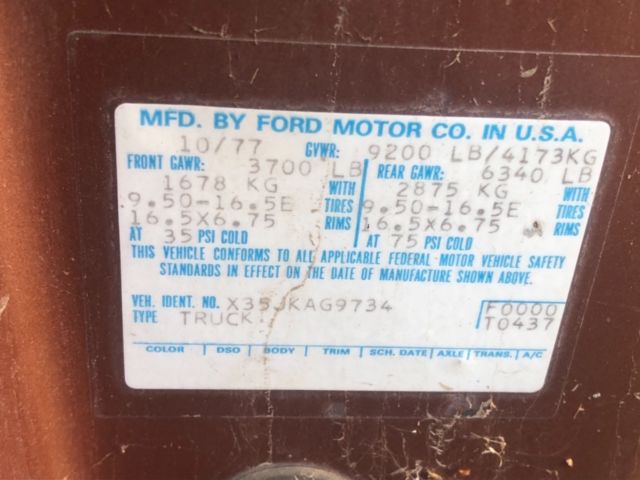 MFD. BY FORD MOTOR CO. IN U.S.A.
10/77 GVWR: 9200 LB/4173KG
FRONT GAWR: 3700 LB REAR GAWR: 6340 LB
1678 KG WITH 2875 KG WITH
9.50-16.5E TIRES 9.50-16.5E TIRES
16.5X6.75 RIMS 16.5X6.75 RIMS
AT 35 PSI COLD AT 75 PSI COLD
THIS VEHICLE CONFORMS TO ALL APPLICABLE FEDERAL-MOTOR VEHICLE SAFETY
STANDARDS IN EFFECT ON THE DATE OF MANUFACTURE SHOWN ABOVE.
VEH. IDENT. NO. X35JKAG9734 F0000
TYPE TRUCK T0437
COLOR DSO BODY TRIM SCH. DATE AXLE TRANS. A/C